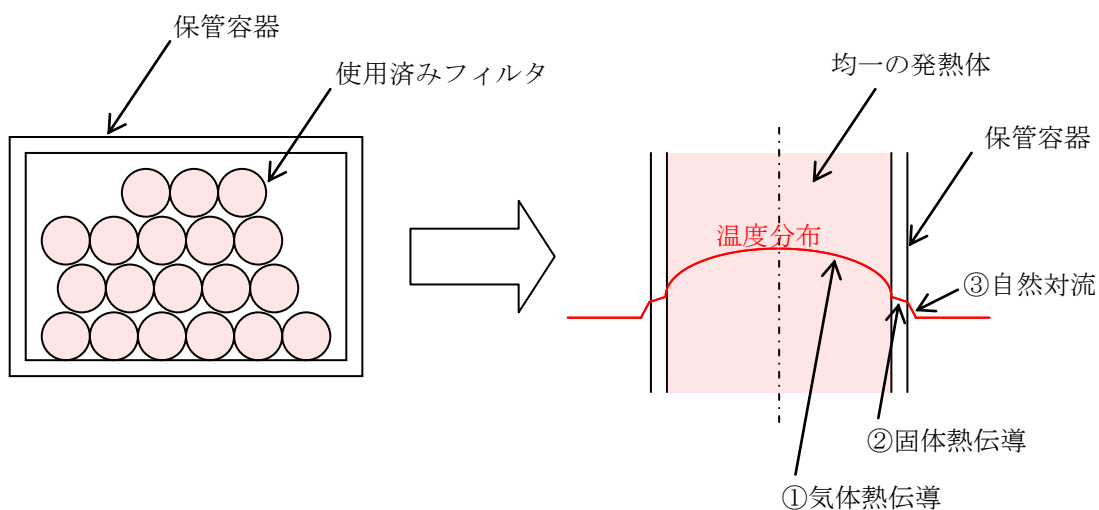 保管容器
使用済みフィルタ
均一の発熱体
保管容器
温度分布
③自然対流
②固体熱伝導
①気体熱伝導